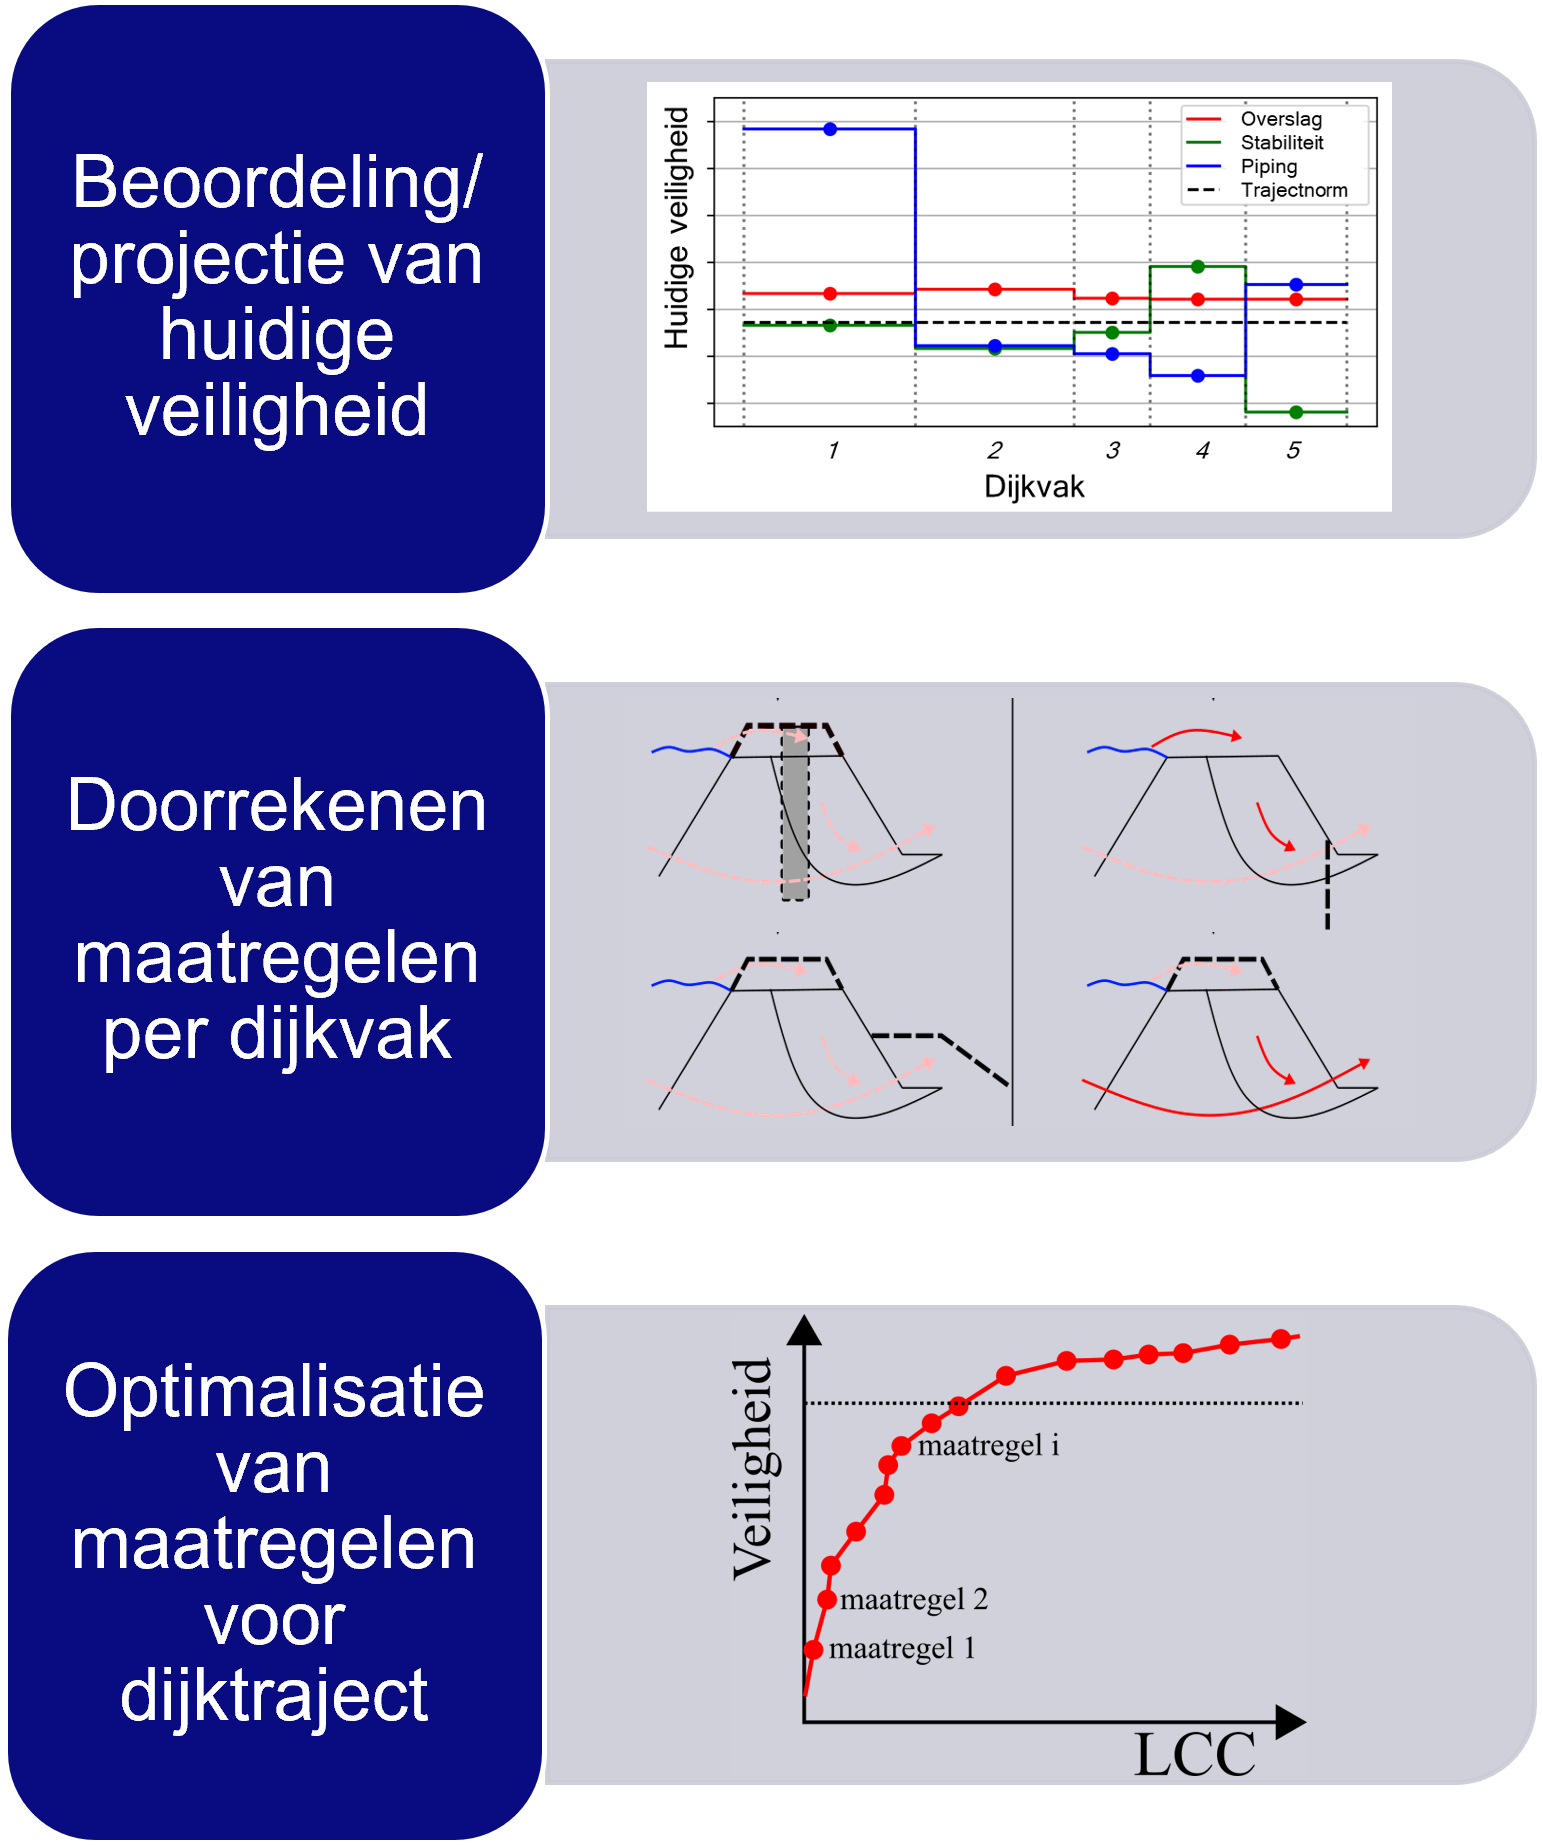 Beoordeling/
projectie van
huidige
veiligheid
Huidige veiligheid
Overslag
Stabiliteit
Piping
Trajectnorm
1 2 3 4 5
Dijkvak
Doorrekenen
van
maatregelen
per dijkvak
Optimalisatie
van
maatregelen
voor
dijktraject
Veiligheid
maatregel i
maatregel 2
maatregel 1
LCC